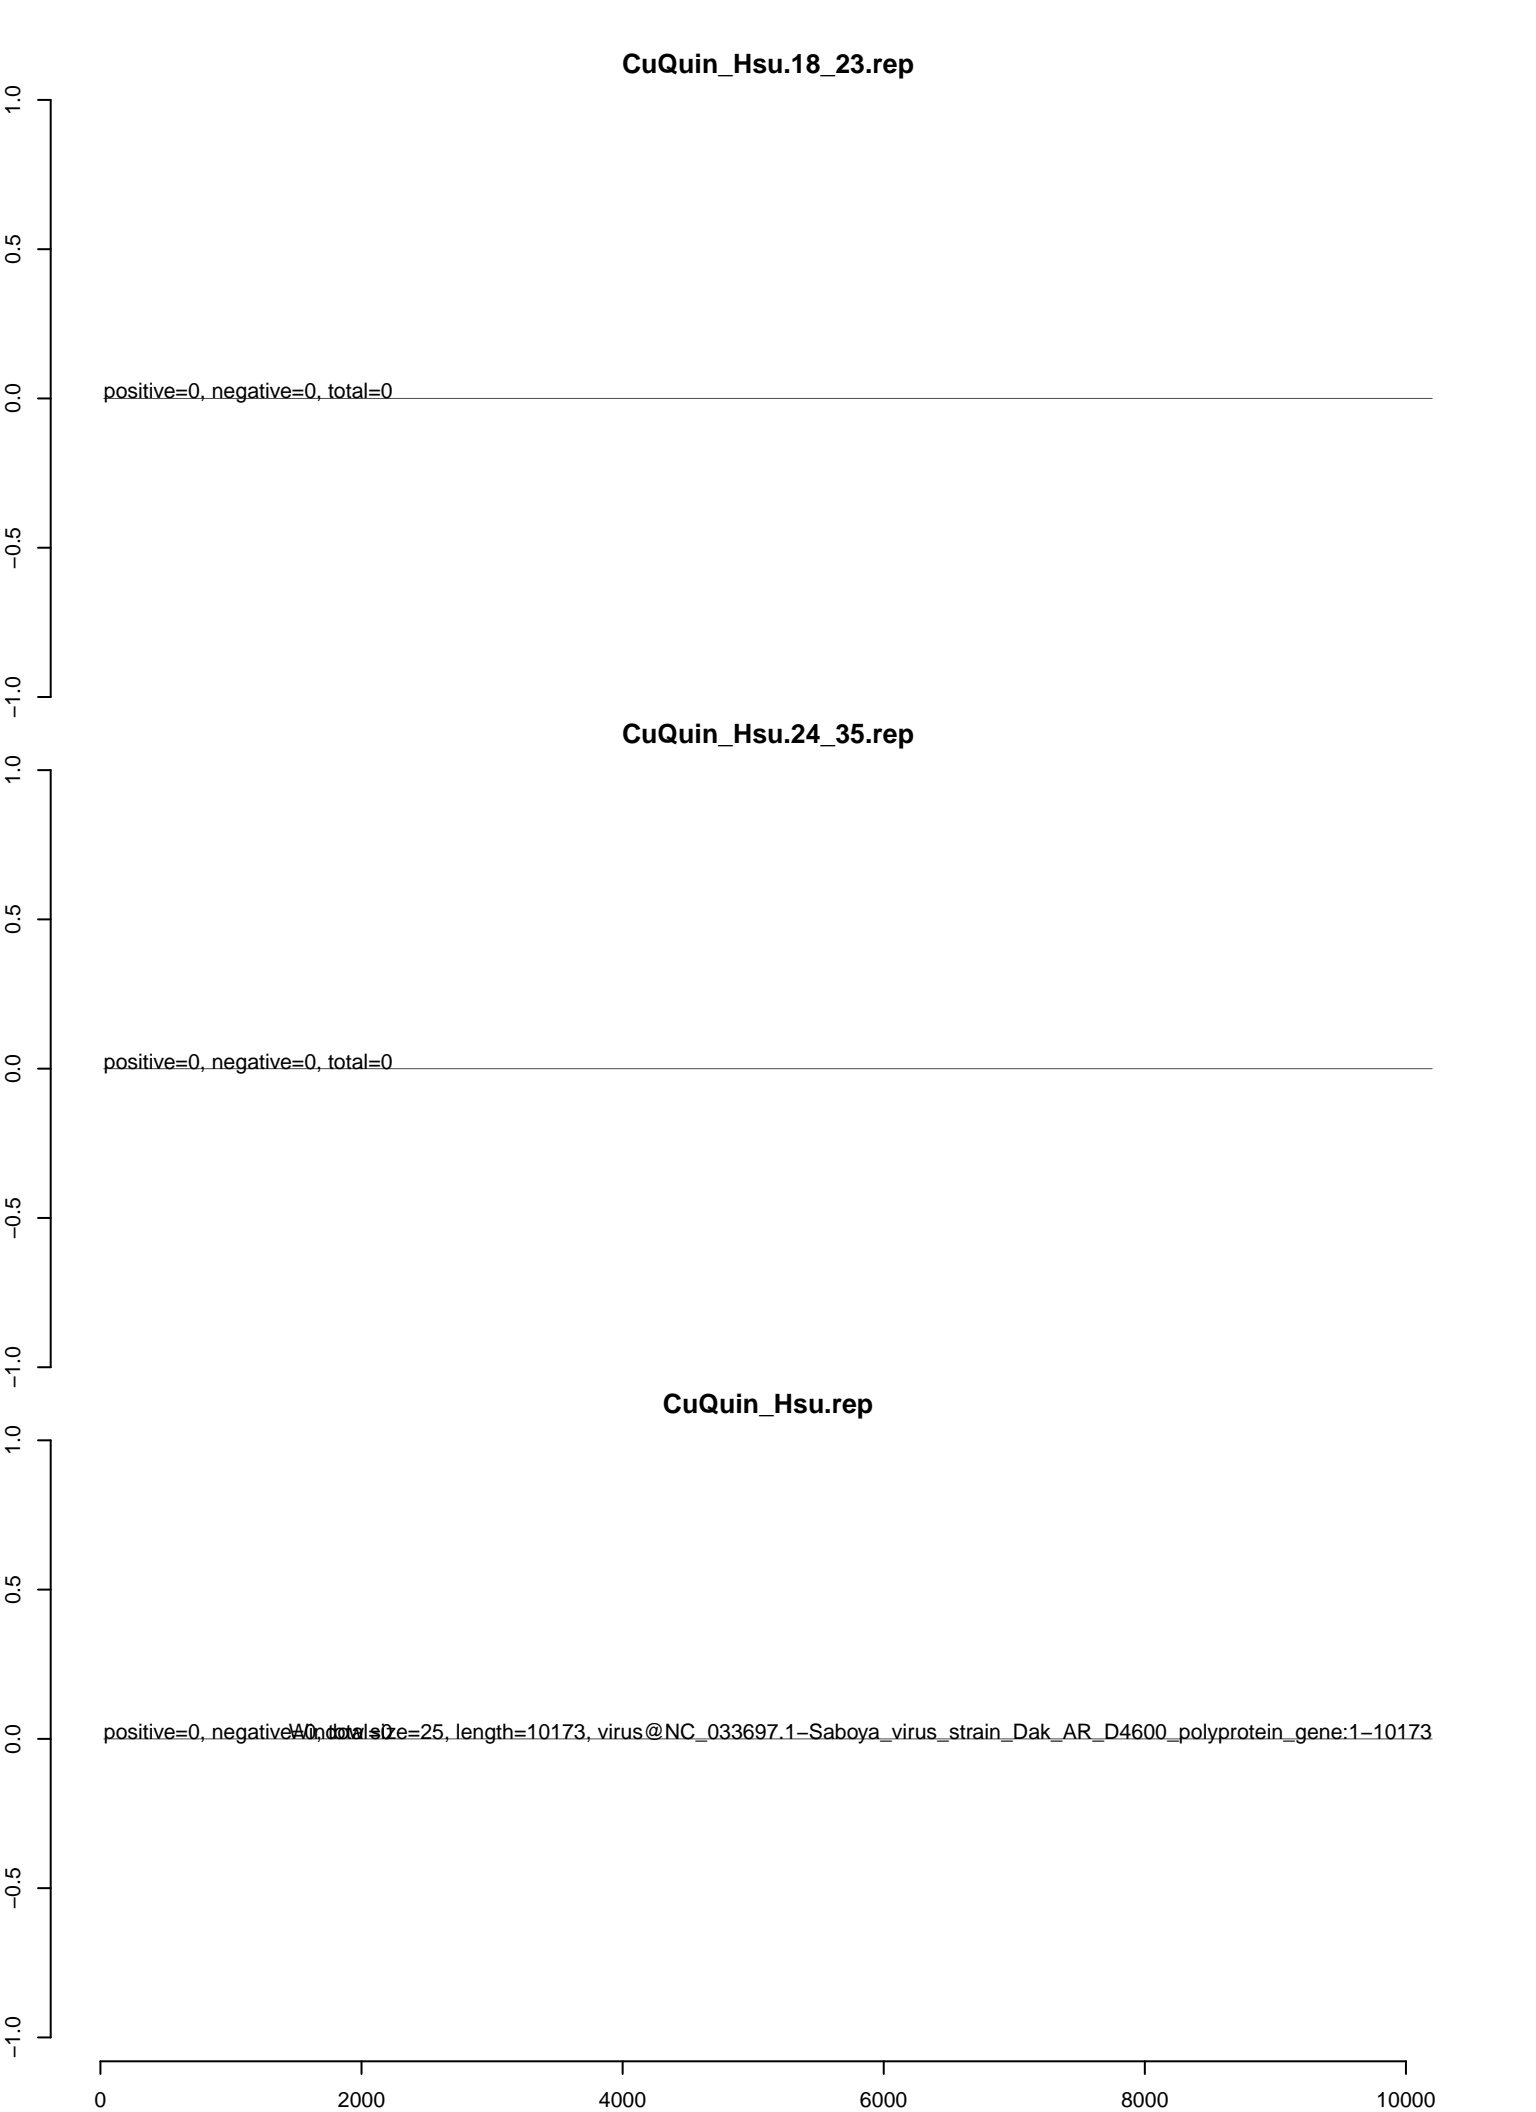 CuQuin_Hsu.18_23.rep
1.0
0.5
0.0
−0.5
−1.0
positive=0, negative=0, total=0
CuQuin_Hsu.24_35.rep
1.0
0.5
0.0
−0.5
−1.0
positive=0, negative=0, total=0
CuQuin_Hsu.rep
1.0
0.5
0.0
−0.5
−1.0
positive=0, negative=0, total=0
Window size=25, length=10173, virus@NC_033697.1−Saboya_virus_strain_Dak_AR_D4600_polyprotein_gene:1−10173
0 2000 4000 6000 8000 10000